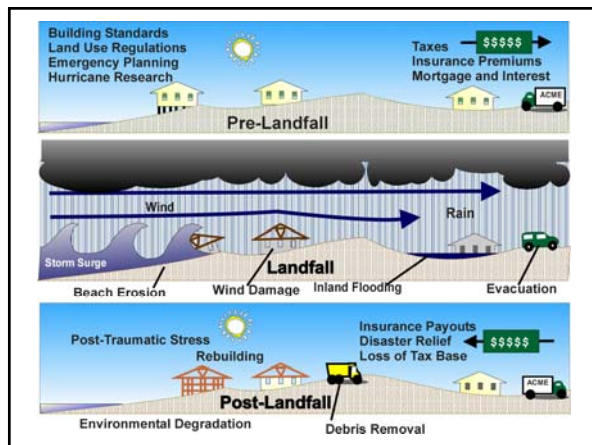 Building Standards
Land Use Regulations
Emergency Planning
Hurricane Research
$$$$$
Taxes
Insurance Premiums
Mortgage and Interest
ACME
Pre-Landfall
Wind
Rain
Storm Surge
Landfall
Beach Erosion
Wind Damage
Inland Flooding
Evacuation
Post-Traumatic Stress
Rebuilding
Insurance Payouts
Disaster Relief
Loss of Tax Base
$$$$$
ACME
Post-Landfall
Environmental Degradation
Debris Removal